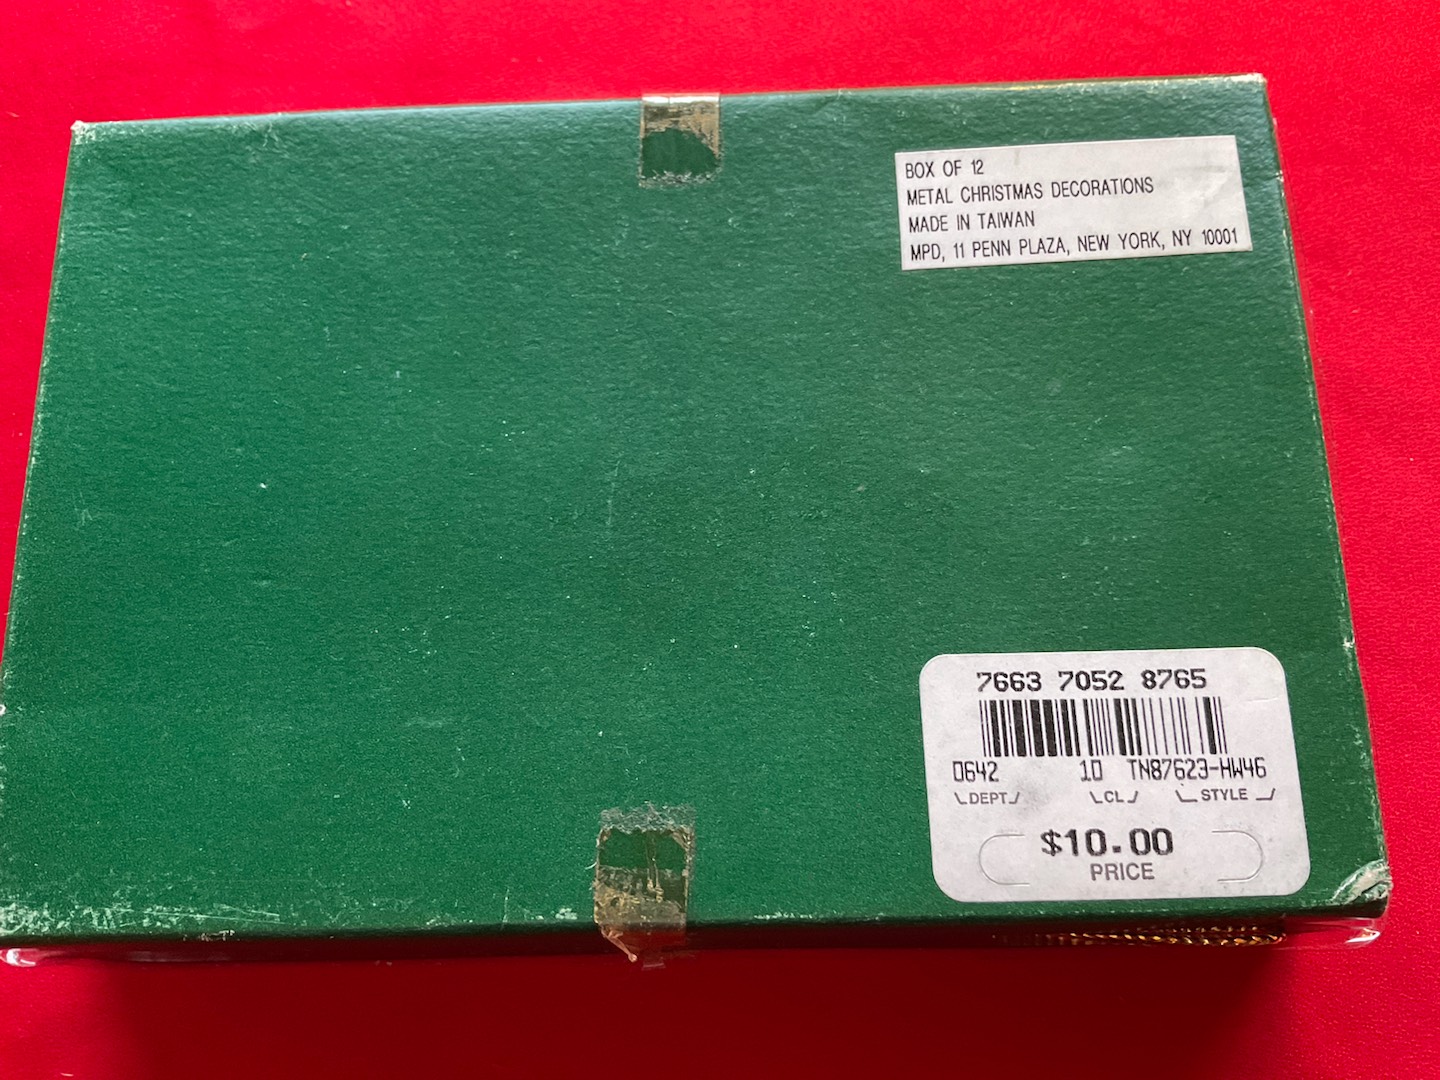 BOX OF 12
METAL CHRISTMAS DECORATIONS
MADE IN TAIWAN
MPD, 11 PENN PLAZA, NEW YORK, NY 10001
7663 7052 8765
0642 10 TN87623-HW46
DEPT CL STYLE
$10.00
PRICE